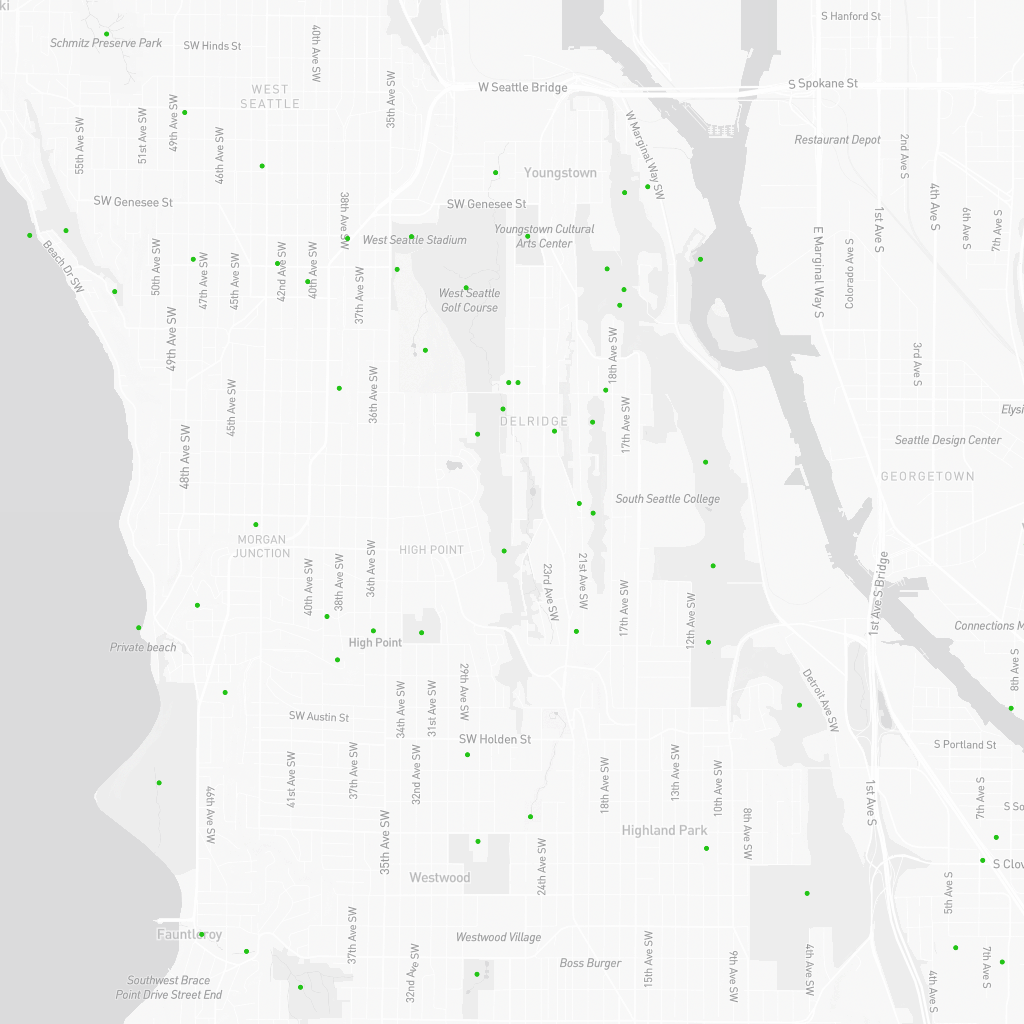 ki
S Hanford St
Schmitz Preserve Park
SW Hinds St
40th Ave SW
W Seattle Bridge
S Spokane St
WEST
SEATTLE
35th Ave SW
49th Ave SW
51st Ave SW
55th Ave SW
46th Ave SW
W Marginal Way SW
Restaurant Depot
2nd Ave S
Youngstown
SW Genesee St
SW Genesee St
38th Ave SW
West Seattle Stadium
Youngstown Cultural
Arts Center
4th Ave S
6th Ave S
7th Ave S
1st Ave S
E Marginal Way S
Colorado Ave S
Beach Dr SW
50th Ave SW
47th Ave SW
45th Ave SW
42nd Ave SW
40th Ave SW
37th Ave SW
West Seattle
Golf Course
49th Ave SW
18th Ave SW
3rd Ave S
45th Ave SW
36th Ave SW
DELRIDGE
17th Ave SW
Elysi
Seattle Design Center
48th Ave SW
GEORGETOWN
South Seattle College
MORGAN
JUNCTION
HIGH POINT
40th Ave SW
38th Ave SW
36th Ave SW
23rd Ave SW
21st Ave SW
17th Ave SW
12th Ave SW
1st Ave S Bridge
Connections M
Private beach
High Point
8th Ave S
29th Ave SW
34th Ave SW
31st Ave SW
Detroit Ave SW
SW Austin St
SW Holden St
S Portland St
41st Ave SW
37th Ave SW
32nd Ave SW
18th Ave SW
13th Ave SW
10th Ave SW
46th Ave SW
35th Ave SW
8th Ave SW
1st Ave S
7th Ave S
S So
Highland Park
24th Ave SW
S Clov
Westwood
5th Ave S
Fauntleroy
37th Ave SW
Westwood Village
32nd Ave SW
Boss Burger
15th Ave SW
9th Ave SW
4th Ave SW
4th Ave S
7th Ave S
Southwest Brace
Point Drive Street End